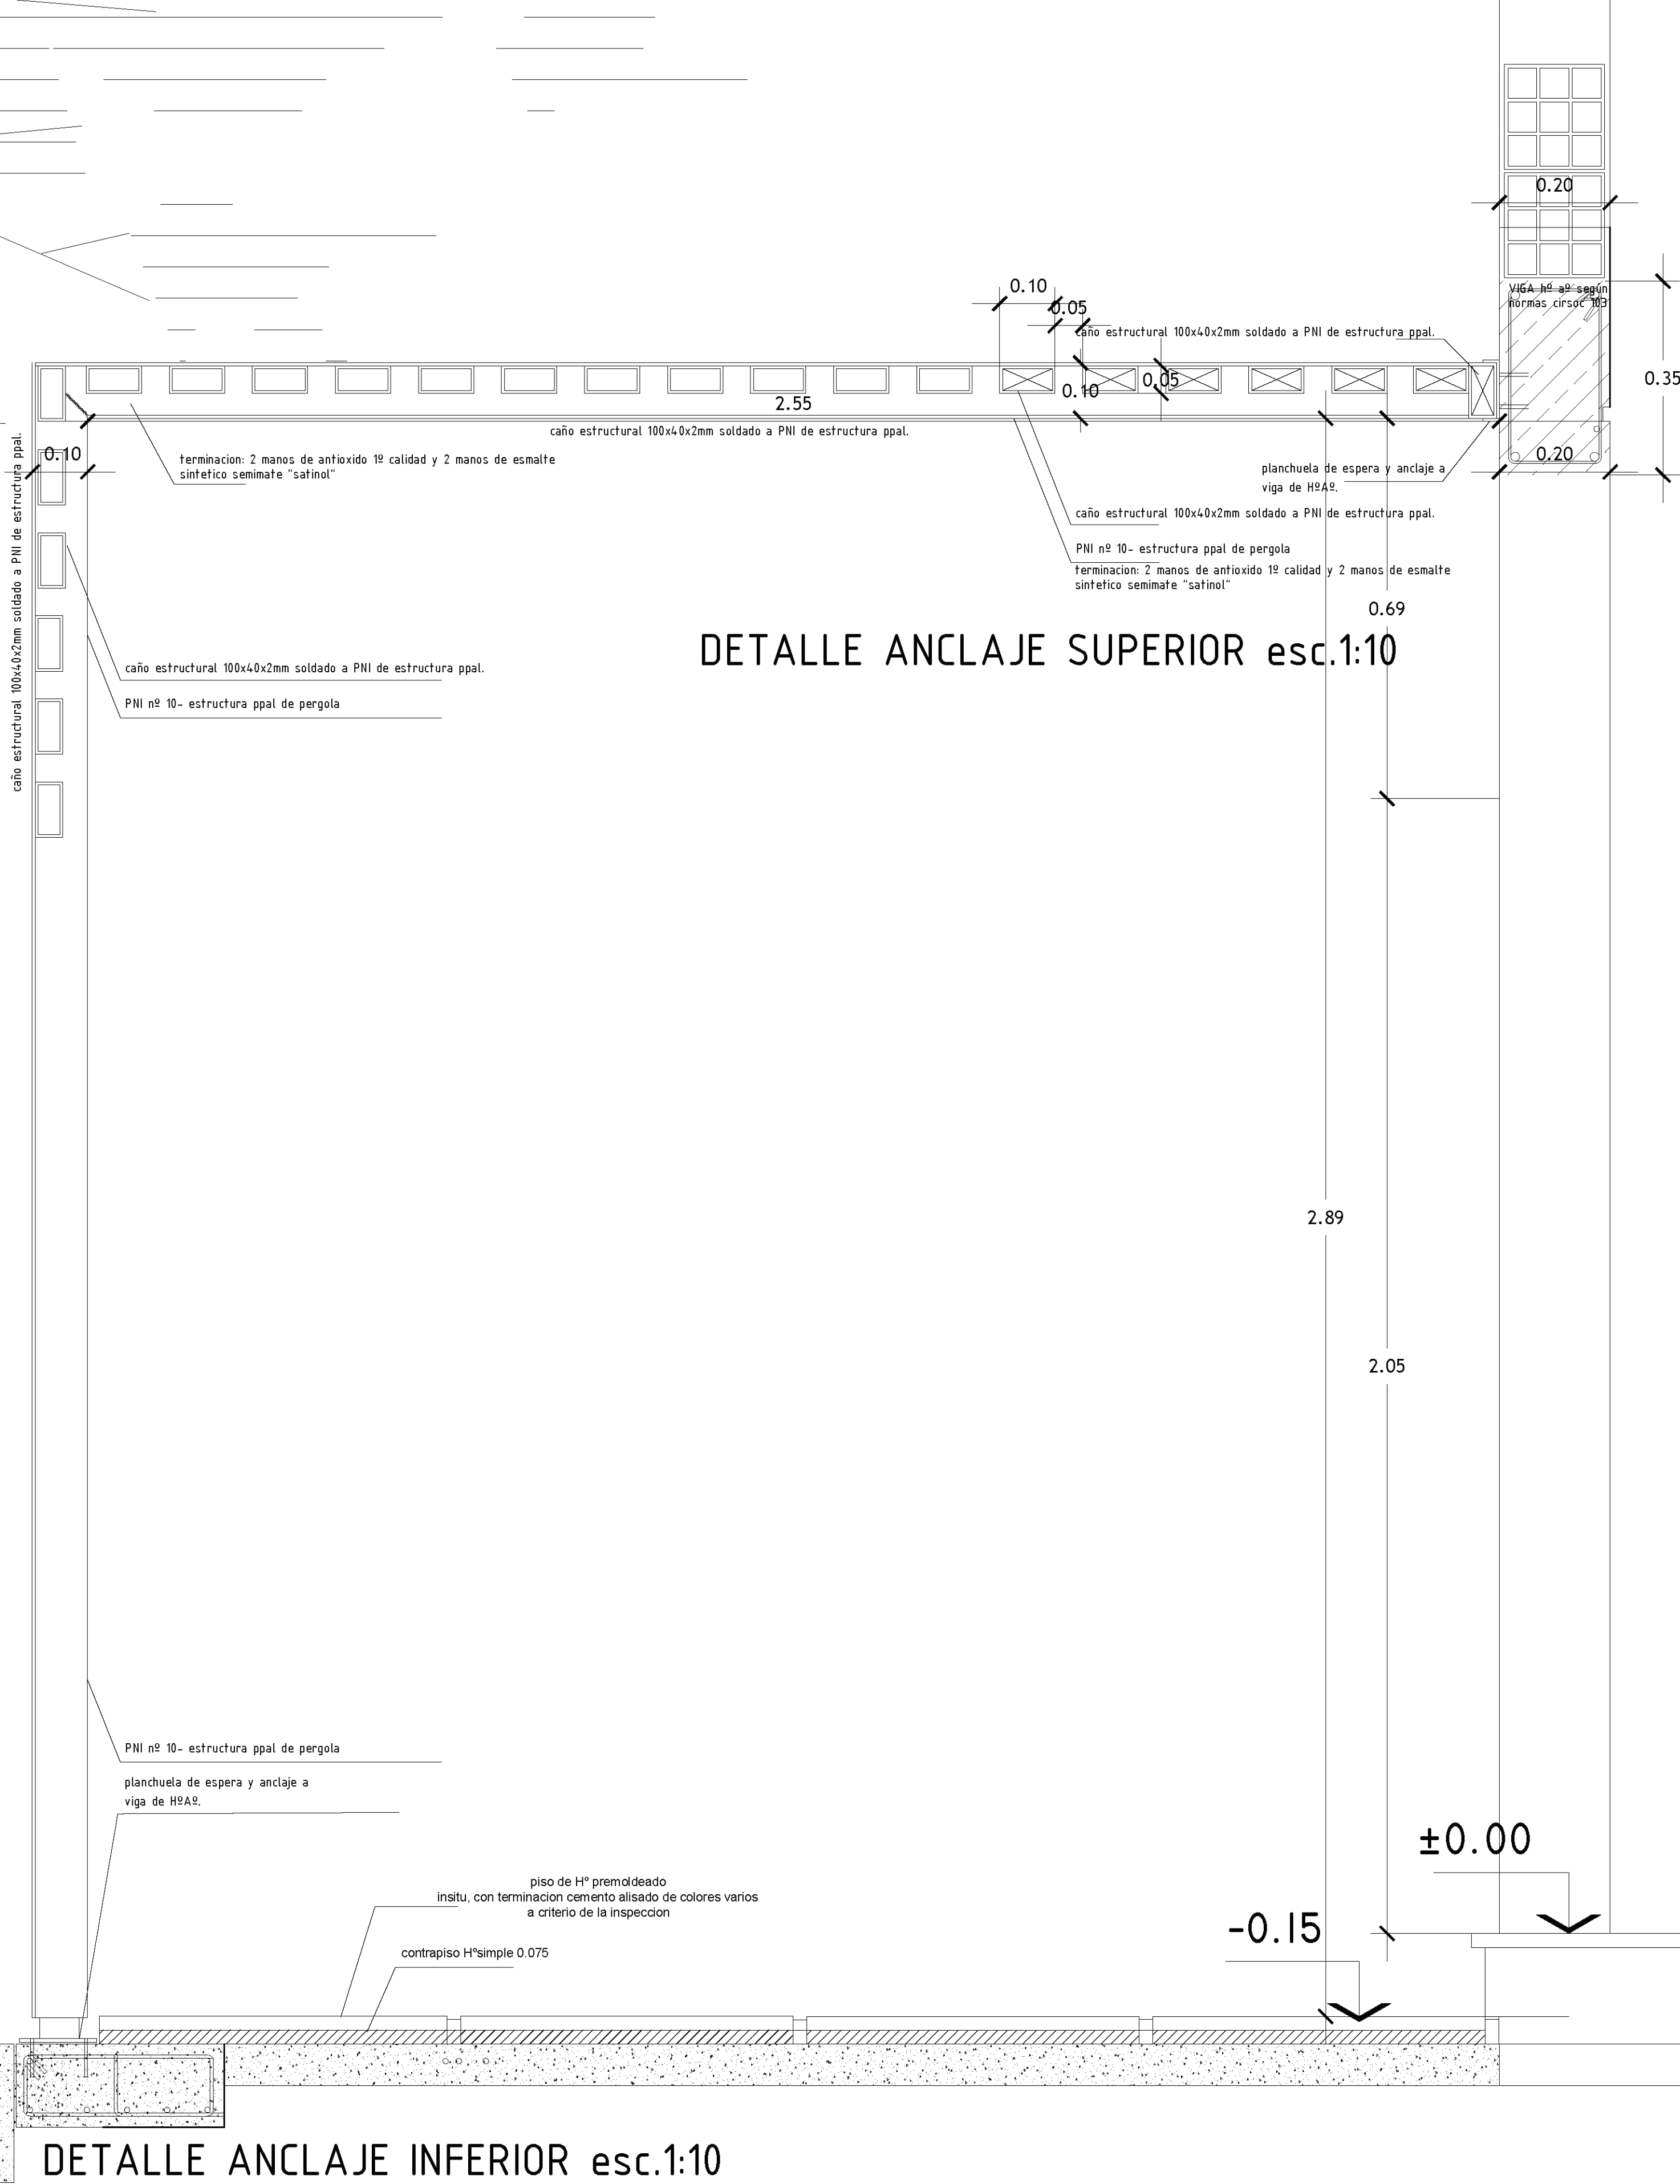 0.20
VIGA hº aº según
normas cirsoc 103
0.10
0.05
caño estructural 100x40x2mm soldado a PNI de estructura ppal.
0.35
0.05
0.10
2.55
caño estructural 100x40x2mm soldado a PNI de estructura ppal.
caño estructural 100x40x2mm soldado a PNI de estructura ppal.
0.10
terminacion: 2 manos de antioxido 1º calidad y 2 manos de esmalte
sintetico semimate "satinol"
0.20
planchuela de espera y anclaje a
viga de HºAº.
caño estructural 100x40x2mm soldado a PNI de estructura ppal.
PNI nº 10- estructura ppal de pergola
terminacion: 2 manos de antioxido 1º calidad y 2 manos de esmalte
sintetico semimate "satinol"
0.69
DETALLE ANCLAJE SUPERIOR esc.1:10
caño estructural 100x40x2mm soldado a PNI de estructura ppal.
PNI nº 10- estructura ppal de pergola
2.89
2.05
PNI nº 10- estructura ppal de pergola
planchuela de espera y anclaje a
viga de HºAº.
±0.00
piso de Hº premoldeado
insitu, con terminacion cemento alisado de colores varios
a criterio de la inspeccion
-0.15
contrapiso Hºsimple 0.075
DETALLE ANCLAJE INFERIOR esc.1:10